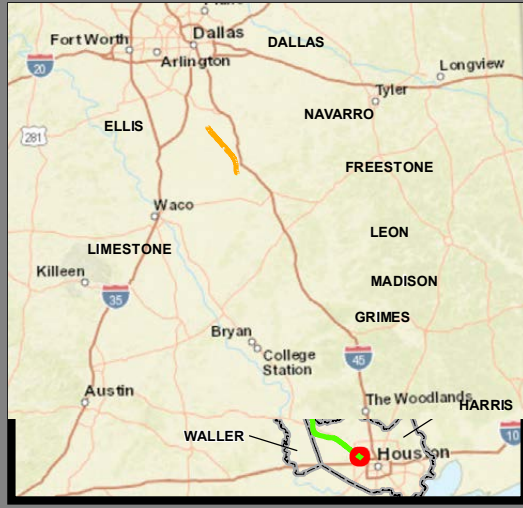 Fort Worth
Dallas
DALLAS
Arlington
20
Longview
Tyler
NAVARRO
ELLIS
281
FREESTONE
Waco
LEON
LIMESTONE
Killeen
MADISON
35
GRIMES
Bryan
College
Station
45
Austin
The Woodlands
HARRIS
WALLER
10
Houston